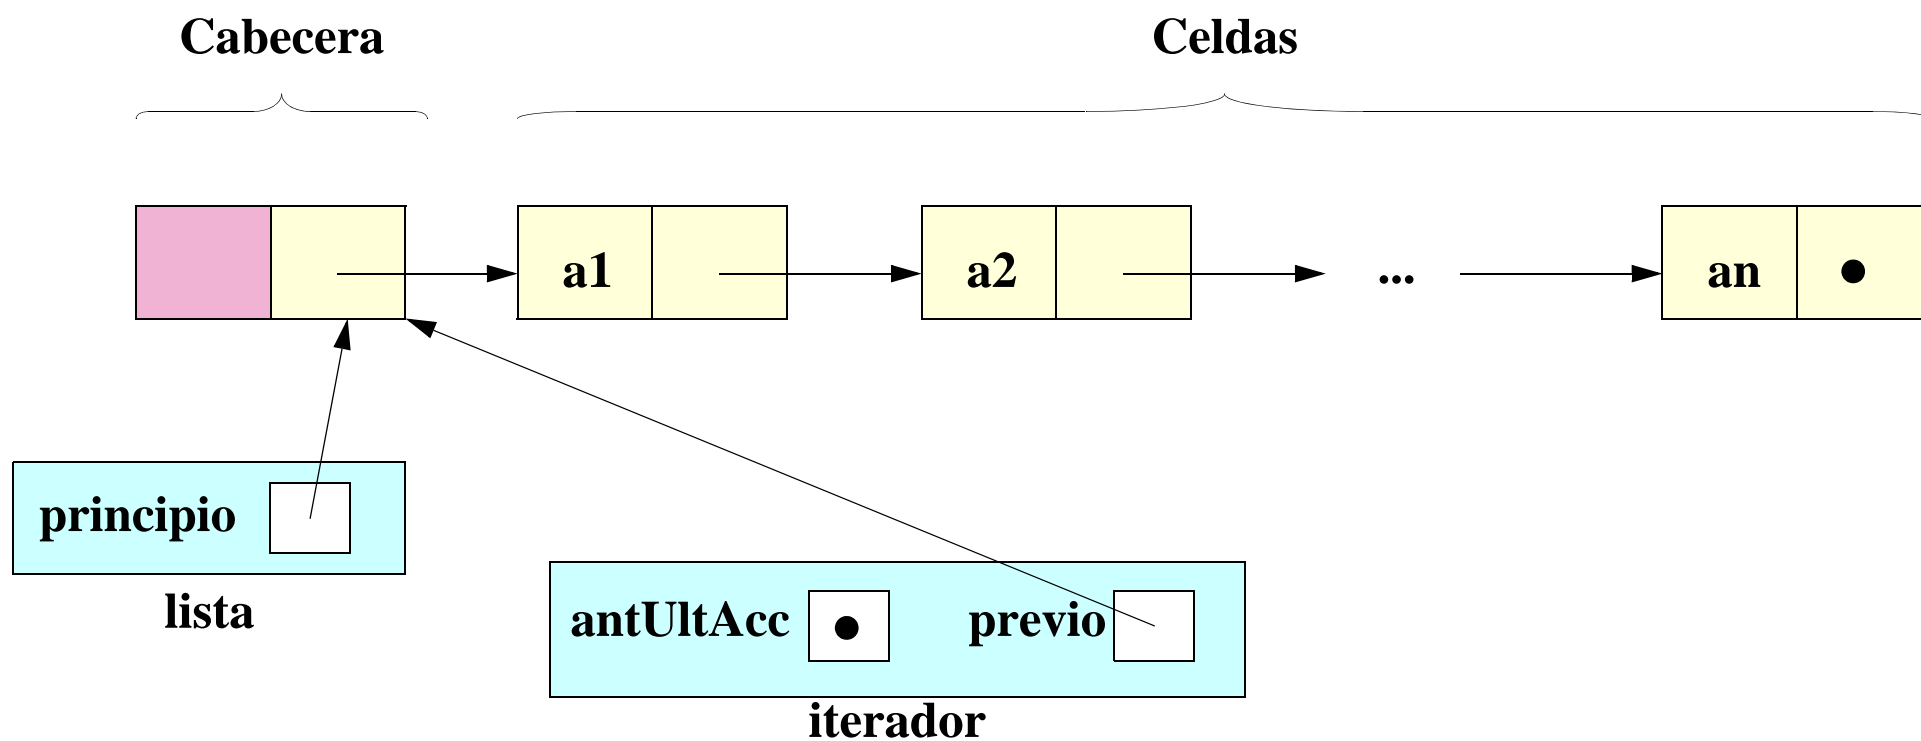 Cabecera Celdas
a1 a2 ... an
principio
lista
antUltAcc previo
iterador